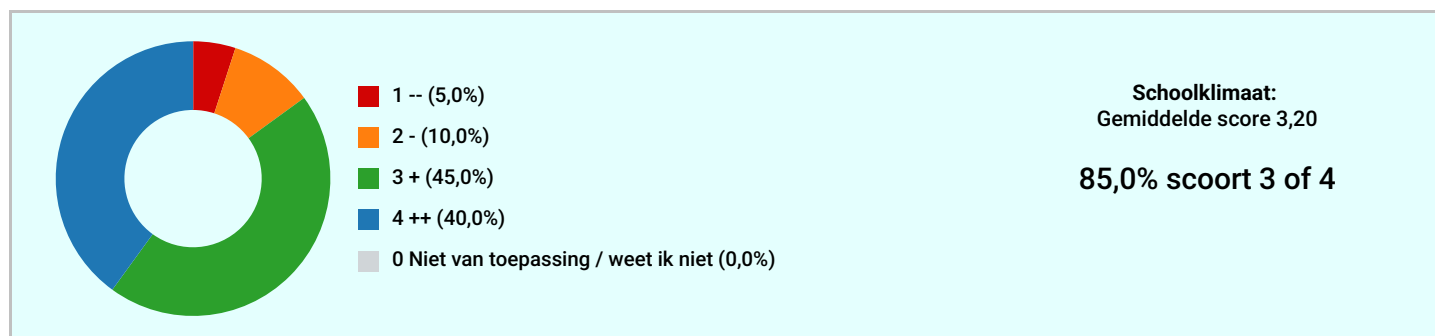 1 -- (5,0%)
2 - (10,0%)
3 + (45,0%)
4 ++ (40,0%)
0 Niet van toepassing / weet ik niet (0,0%)
Schoolklimaat:
Gemiddelde score 3,20
85,0% scoort 3 of 4